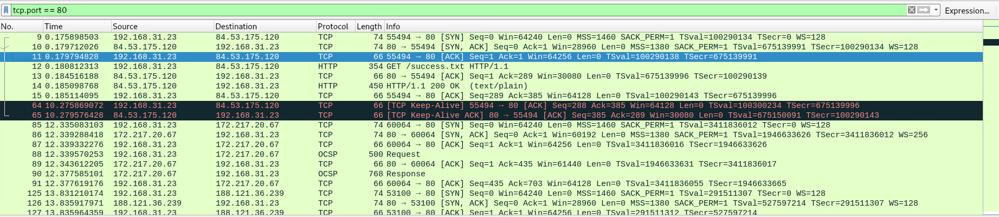 tcp.port == 80 Expression...
No. Time Source Destination Protocol Length Info
9 0.175898503 192.168.31.23 84.53.175.120 TCP 74 55494 → 80 [SYN] Seq=0 Win=64240 Len=0 MSS=1460 SACK_PERM=1 TSval=100290134 TSecr=0 WS=128
10 0.179712026 84.53.175.120 192.168.31.23 TCP 74 80 → 55494 [SYN, ACK] Seq=0 Ack=1 Win=28960 Len=0 MSS=1380 SACK_PERM=1 TSval=675139991 TSecr=100290134 WS=128
11 0.179794828 192.168.31.23 84.53.175.120 TCP 66 55494 → 80 [ACK] Seq=1 Ack=1 Win=64256 Len=0 TSval=100290138 TSecr=675139991
12 0.180812313 192.168.31.23 84.53.175.120 HTTP 354 GET /success.txt HTTP/1.1
13 0.184516188 84.53.175.120 192.168.31.23 TCP 66 80 → 55494 [ACK] Seq=1 Ack=289 Win=30080 Len=0 TSval=675139996 TSecr=100290139
14 0.185098768 84.53.175.120 192.168.31.23 HTTP 450 HTTP/1.1 200 OK (text/plain)
15 0.185114095 192.168.31.23 84.53.175.120 TCP 66 55494 → 80 [ACK] Seq=289 Ack=385 Win=64128 Len=0 TSval=100290143 TSecr=675139996
64 10.275869072 192.168.31.23 84.53.175.120 TCP 66 [TCP Keep-Alive] 55494 → 80 [ACK] Seq=288 Ack=385 Win=64128 Len=0 TSval=100300234 TSecr=675139996
65 10.279576428 84.53.175.120 192.168.31.23 TCP 66 [TCP Keep-Alive ACK] 80 → 55494 [ACK] Seq=385 Ack=289 Win=30080 Len=0 TSval=675150091 TSecr=100290143
85 12.335083103 192.168.31.23 172.217.20.67 TCP 74 60064 → 80 [SYN] Seq=0 Win=64240 Len=0 MSS=1460 SACK_PERM=1 TSval=3411836012 TSecr=0 WS=128
86 12.339288418 172.217.20.67 192.168.31.23 TCP 74 80 → 60064 [SYN, ACK] Seq=0 Ack=1 Win=60192 Len=0 MSS=1380 SACK_PERM=1 TSval=1946633626 TSecr=3411836012 WS=256
87 12.339332276 192.168.31.23 172.217.20.67 TCP 66 60064 → 80 [ACK] Seq=1 Ack=1 Win=64256 Len=0 TSval=3411836016 TSecr=1946633626
88 12.339570253 192.168.31.23 172.217.20.67 OCSP 500 Request
89 12.343612205 172.217.20.67 192.168.31.23 TCP 66 80 → 60064 [ACK] Seq=1 Ack=435 Win=61440 Len=0 TSval=1946633631 TSecr=3411836017
90 12.377585101 172.217.20.67 192.168.31.23 OCSP 768 Response
91 12.377619176 192.168.31.23 172.217.20.67 TCP 66 60064 → 80 [ACK] Seq=435 Ack=703 Win=64128 Len=0 TSval=3411836055 TSecr=1946633665
125 13.831210174 192.168.31.23 188.121.36.239 TCP 74 53100 → 80 [SYN] Seq=0 Win=64240 Len=0 MSS=1460 SACK_PERM=1 TSval=291511307 TSecr=0 WS=128
126 13.835917971 188.121.36.239 192.168.31.23 TCP 74 80 → 53100 [SYN, ACK] Seq=0 Ack=1 Win=28960 Len=0 MSS=1380 SACK_PERM=1 TSval=527597214 TSecr=291511307 WS=128
127 13.835964359 192.168.31.23 188.121.36.239 TCP 66 53100 → 80 [ACK] Seq=1 Ack=1 Win=64256 Len=0 TSval=291511312 TSecr=527597214